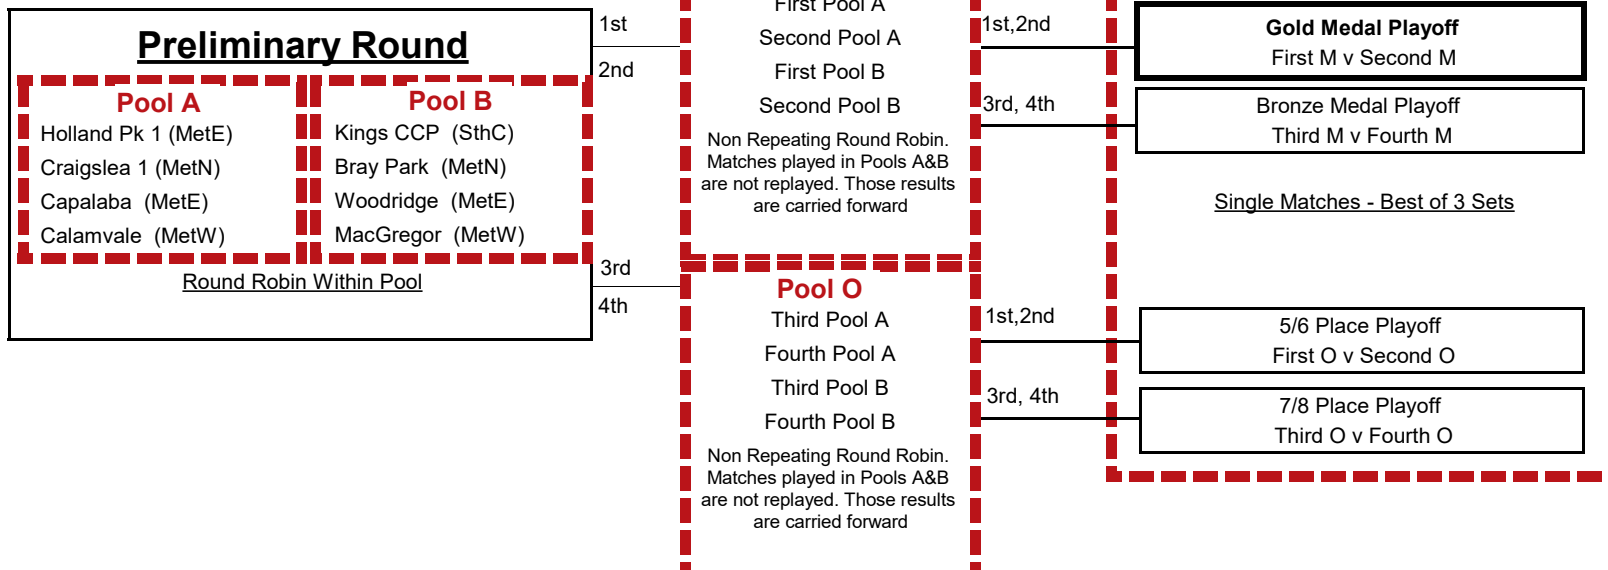 Preliminary Round
Pool A
Holland Pk 1 (MetE)
Craigslea 1 (MetN)
Capalaba (MetE)
Calamvale (MetW)
Pool B
Kings CCP (SthC)
Bray Park (MetN)
Woodridge (MetE)
MacGregor (MetW)
Round Robin Within Pool
1st
2nd
3rd
4th
First Pool A
Second Pool A
First Pool B
Second Pool B
Non Repeating Round Robin.
Matches played in Pools A&B
are not replayed. Those results
are carried forward
Pool O
Third Pool A
Fourth Pool A
Third Pool B
Fourth Pool B
Non Repeating Round Robin.
Matches played in Pools A&B
are not replayed. Those results
are carried forward
1st,2nd
3rd, 4th
1st,2nd
3rd, 4th
Gold Medal Playoff
First M v Second M
Bronze Medal Playoff
Third M v Fourth M
Single Matches - Best of 3 Sets
5/6 Place Playoff
First O v Second O
7/8 Place Playoff
Third O v Fourth O